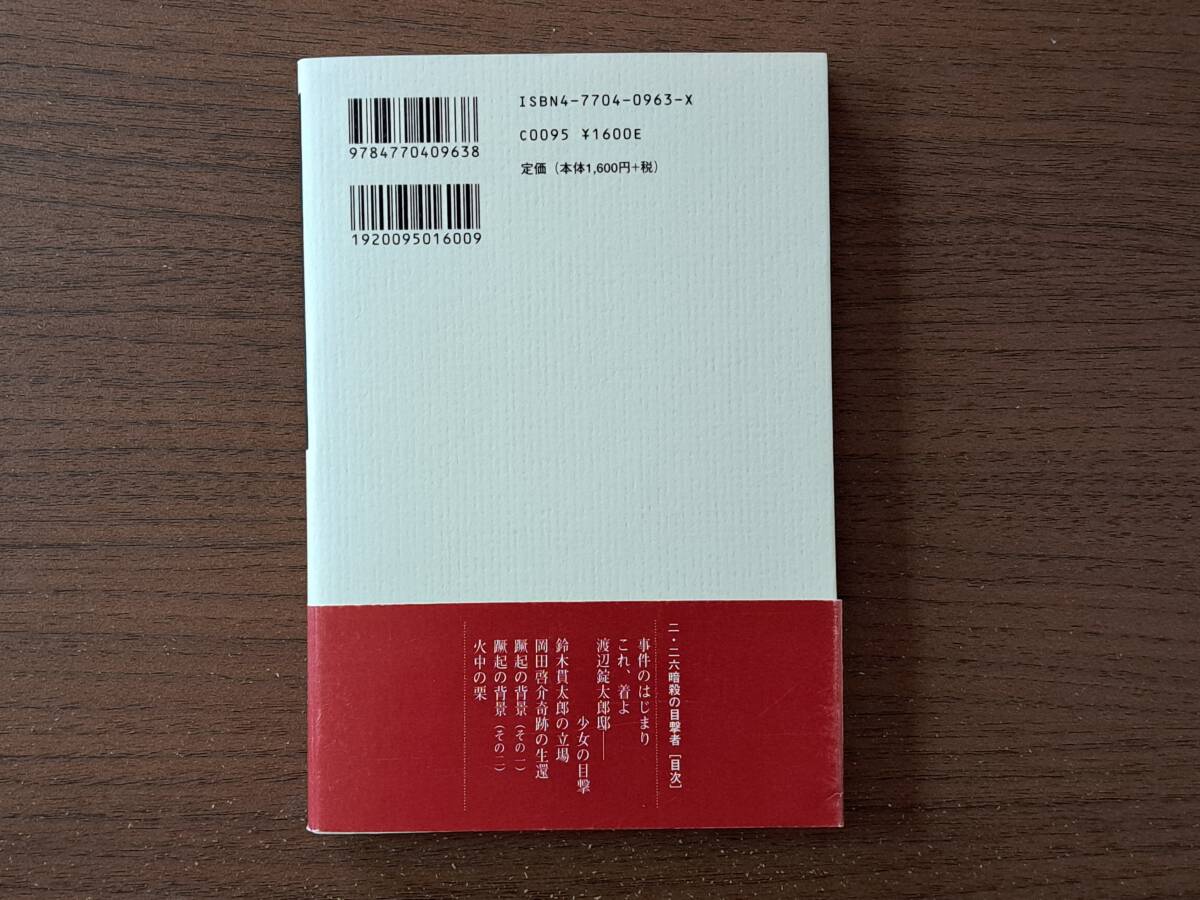 ISBN4-7704-0963-X
C0095 ¥1600E
定価（本体1,600円+税）
9784770409638
1920095016009
二・二六暗殺の目撃者［目次］
事件のはじまり
これ、着よ
渡辺錠太郎邸――
少女の目撃
鈴木貫太郎の立場
岡田啓介奇跡の生還
蹶起の背景（その一）
蹶起の背景（その二）
火中の栗